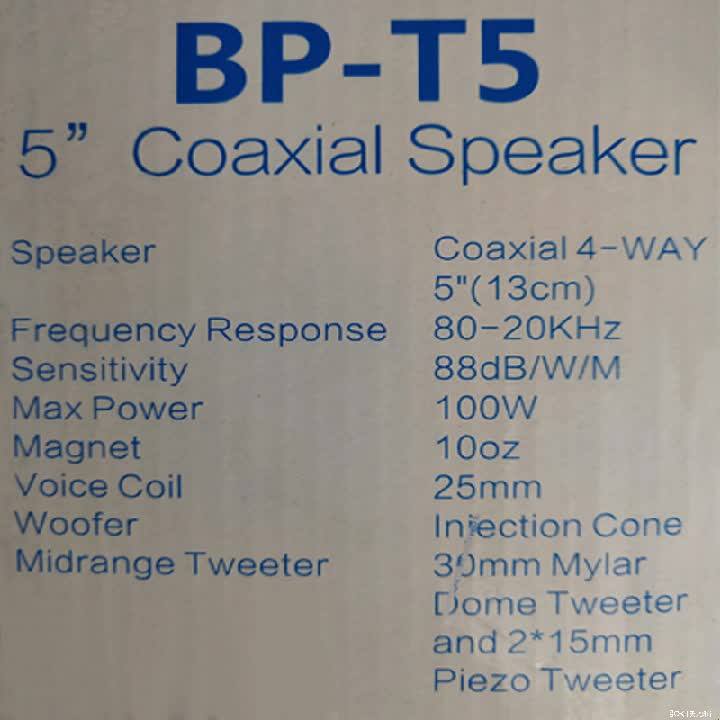 BP-T5
5” Coaxial Speaker
Speaker Coaxial 4-WAY
5"(13cm)
Frequency Response 80-20KHz
Sensitivity 88dB/W/M
Max Power 100W
Magnet 10oz
Voice Coil 25mm
Woofer Injection Cone
Midrange Tweeter 30mm Mylar
Dome Tweeter
and 2*15mm
Piezo Tweeter